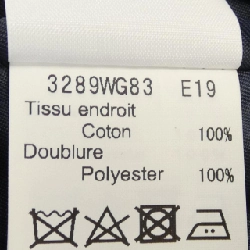 3289WG83 E19
Tissu endroit
Coton 100%
Doublure
Polyester 100%